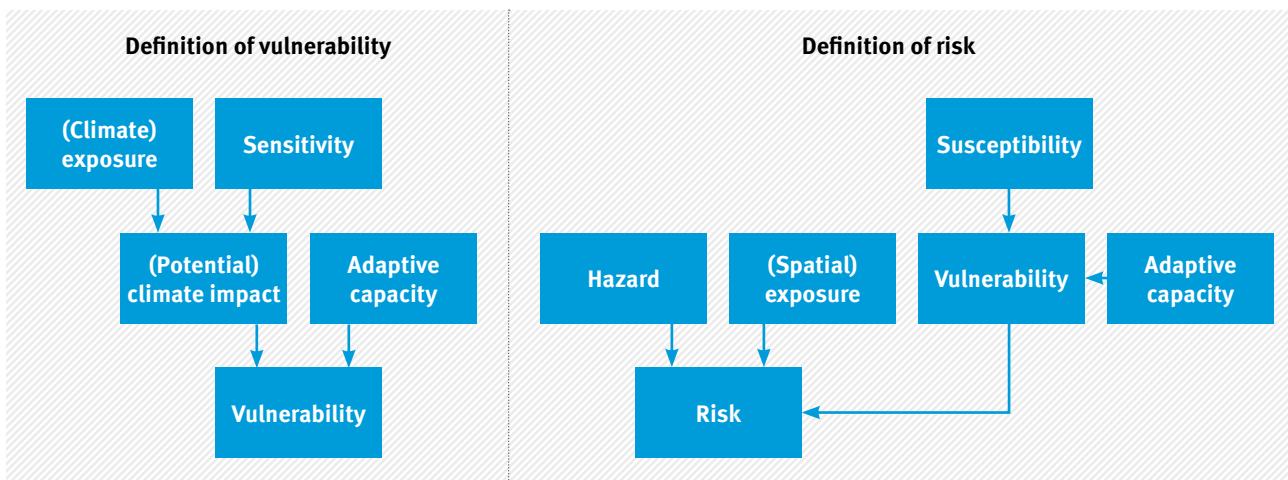 Definition of vulnerability
(Climate)
exposure
Sensitivity
(Potential)
climate impact
Adaptive
capacity
Vulnerability
Definition of risk
Susceptibility
Hazard
(Spatial)
exposure
Vulnerability
Adaptive
capacity
Risk